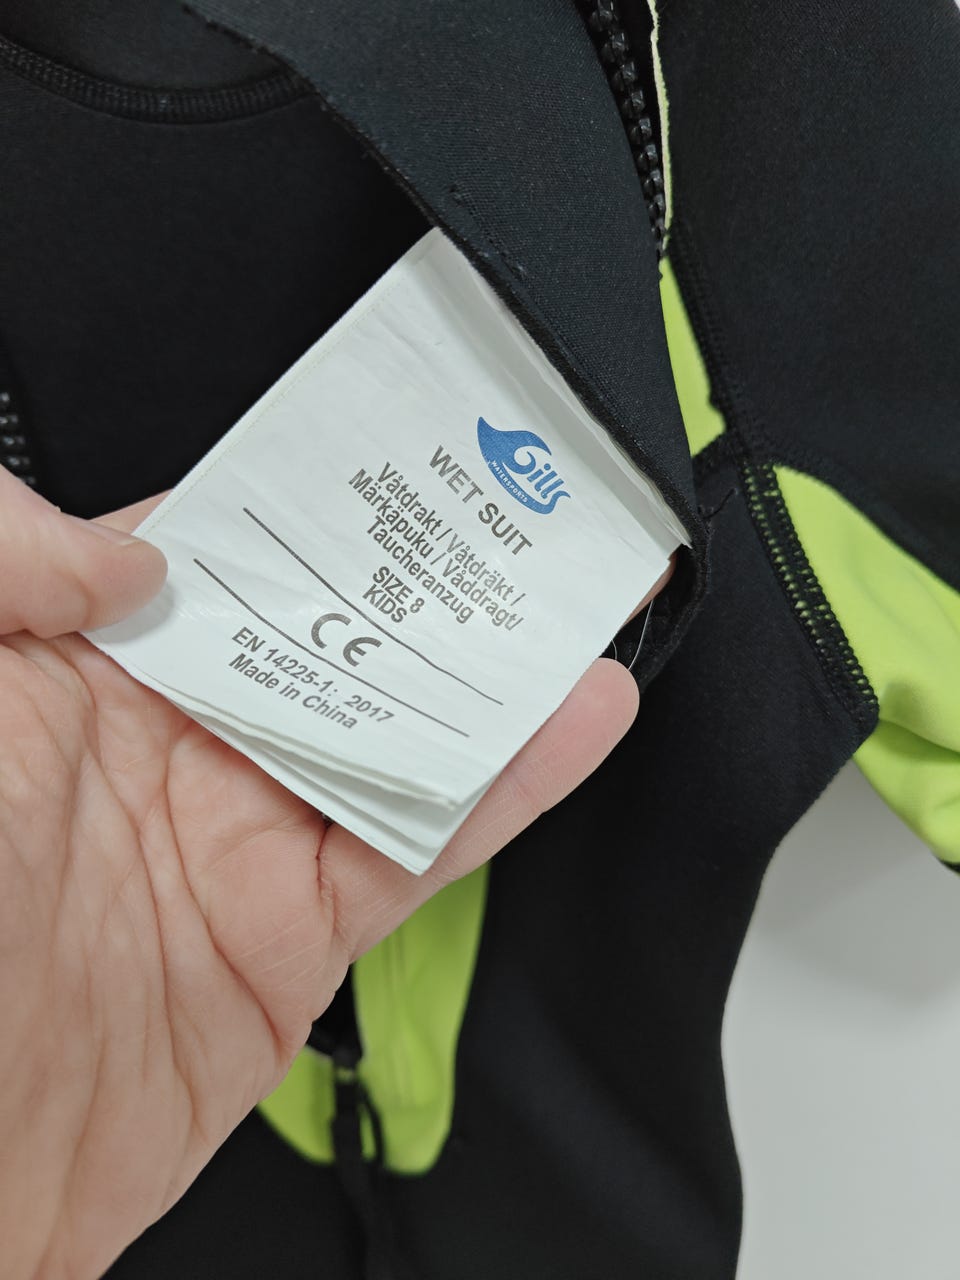 Gills
WATERSPORTS
WET SUIT
Våtdrakt / Våtdräkt /
Märkäpuku / Våddragt/
Taucheranzug
SIZE 8
KIDS
CE
EN 14225-1: 2017
Made in China